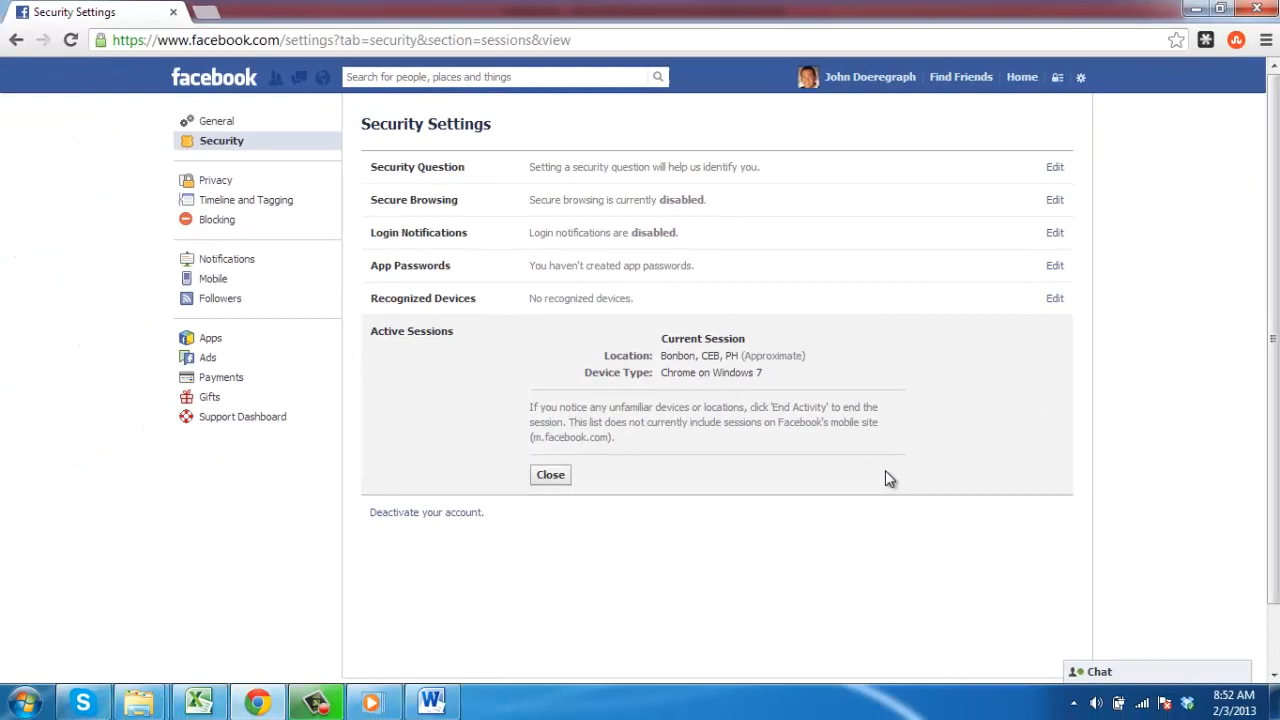 Security Settings
https://www.facebook.com/settings?tab=security&section=sessions&view
facebook
Search for people, places and things
John Doeregraph
Find Friends
Home
General
Security
Privacy
Timeline and Tagging
Blocking
Notifications
Mobile
Followers
Apps
Ads
Payments
Gifts
Support Dashboard
Security Settings
Security Question Setting a security question will help us identify you. Edit
Secure Browsing Secure browsing is currently disabled. Edit
Login Notifications Login notifications are disabled. Edit
App Passwords You haven't created app passwords. Edit
Recognized Devices No recognized devices. Edit
Active Sessions
Current Session
Location: Bonbon, CEB, PH (Approximate)
Device Type: Chrome on Windows 7
If you notice any unfamiliar devices or locations, click 'End Activity' to end the
session. This list does not currently include sessions on Facebook's mobile site
(m.facebook.com).
Close
Deactivate your account.
Chat
8:52 AM
2/3/2013